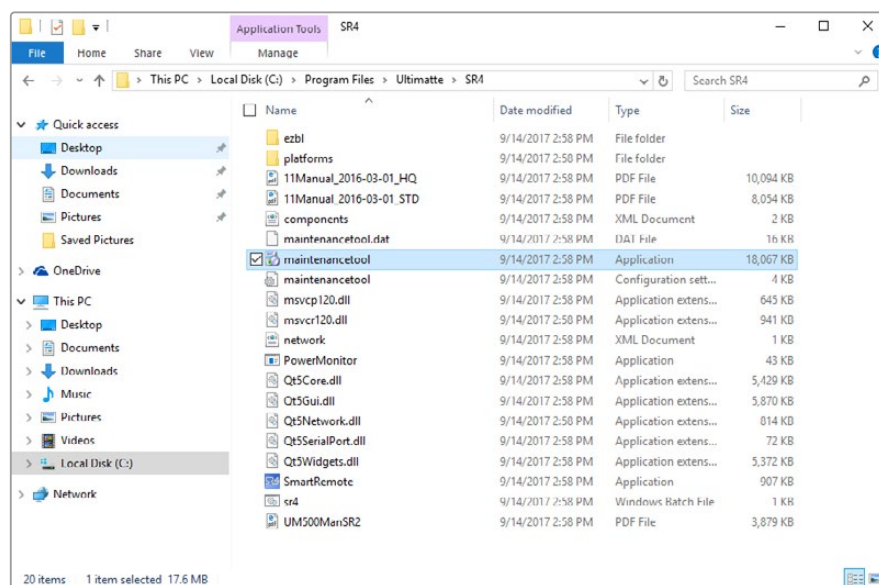 Application Tools SR4
File Home Share View Manage
This PC > Local Disk (C:) > Program Files > Ultimatte > SR4 Search SR4
Name Date modified Type Size
Quick access
Desktop
Downloads
Documents
Pictures
Saved Pictures
OneDrive
This PC
Desktop
Documents
Downloads
Music
Pictures
Videos
Local Disk (C:)
Network
ezbl 9/14/2017 2:58 PM File folder
platforms 9/14/2017 2:58 PM File folder
11Manual_2016-03-01_HQ 9/14/2017 2:58 PM PDF File 10,094 KB
11Manual_2016-03-01_STD 9/14/2017 2:58 PM PDF File 8,054 KB
components 9/14/2017 2:58 PM XML Document 2 KB
maintenancetool.dat 9/14/2017 2:58 PM DAT File 16 KB
maintenancetool 9/14/2017 2:58 PM Application 18,067 KB
maintenancetool 9/14/2017 2:58 PM Configuration sett... 4 KB
msvcp120.dll 9/14/2017 2:58 PM Application extens... 645 KB
msvcr120.dll 9/14/2017 2:58 PM Application extens... 941 KB
network 9/14/2017 2:58 PM XML Document 1 KB
PowerMonitor 9/14/2017 2:58 PM Application 43 KB
Qt5Core.dll 9/14/2017 2:58 PM Application extens... 5,429 KB
Qt5Gui.dll 9/14/2017 2:58 PM Application extens... 5,870 KB
Qt5Network.dll 9/14/2017 2:58 PM Application extens... 814 KB
Qt5SerialPort.dll 9/14/2017 2:58 PM Application extens... 72 KB
Qt5Widgets.dll 9/14/2017 2:58 PM Application extens... 5,372 KB
SmartRemote 9/14/2017 2:58 PM Application 907 KB
sr4 9/14/2017 2:58 PM Windows Batch File 1 KB
UM500ManSR2 9/14/2017 2:58 PM PDF File 3,879 KB
20 items 1 item selected 17.6 MB